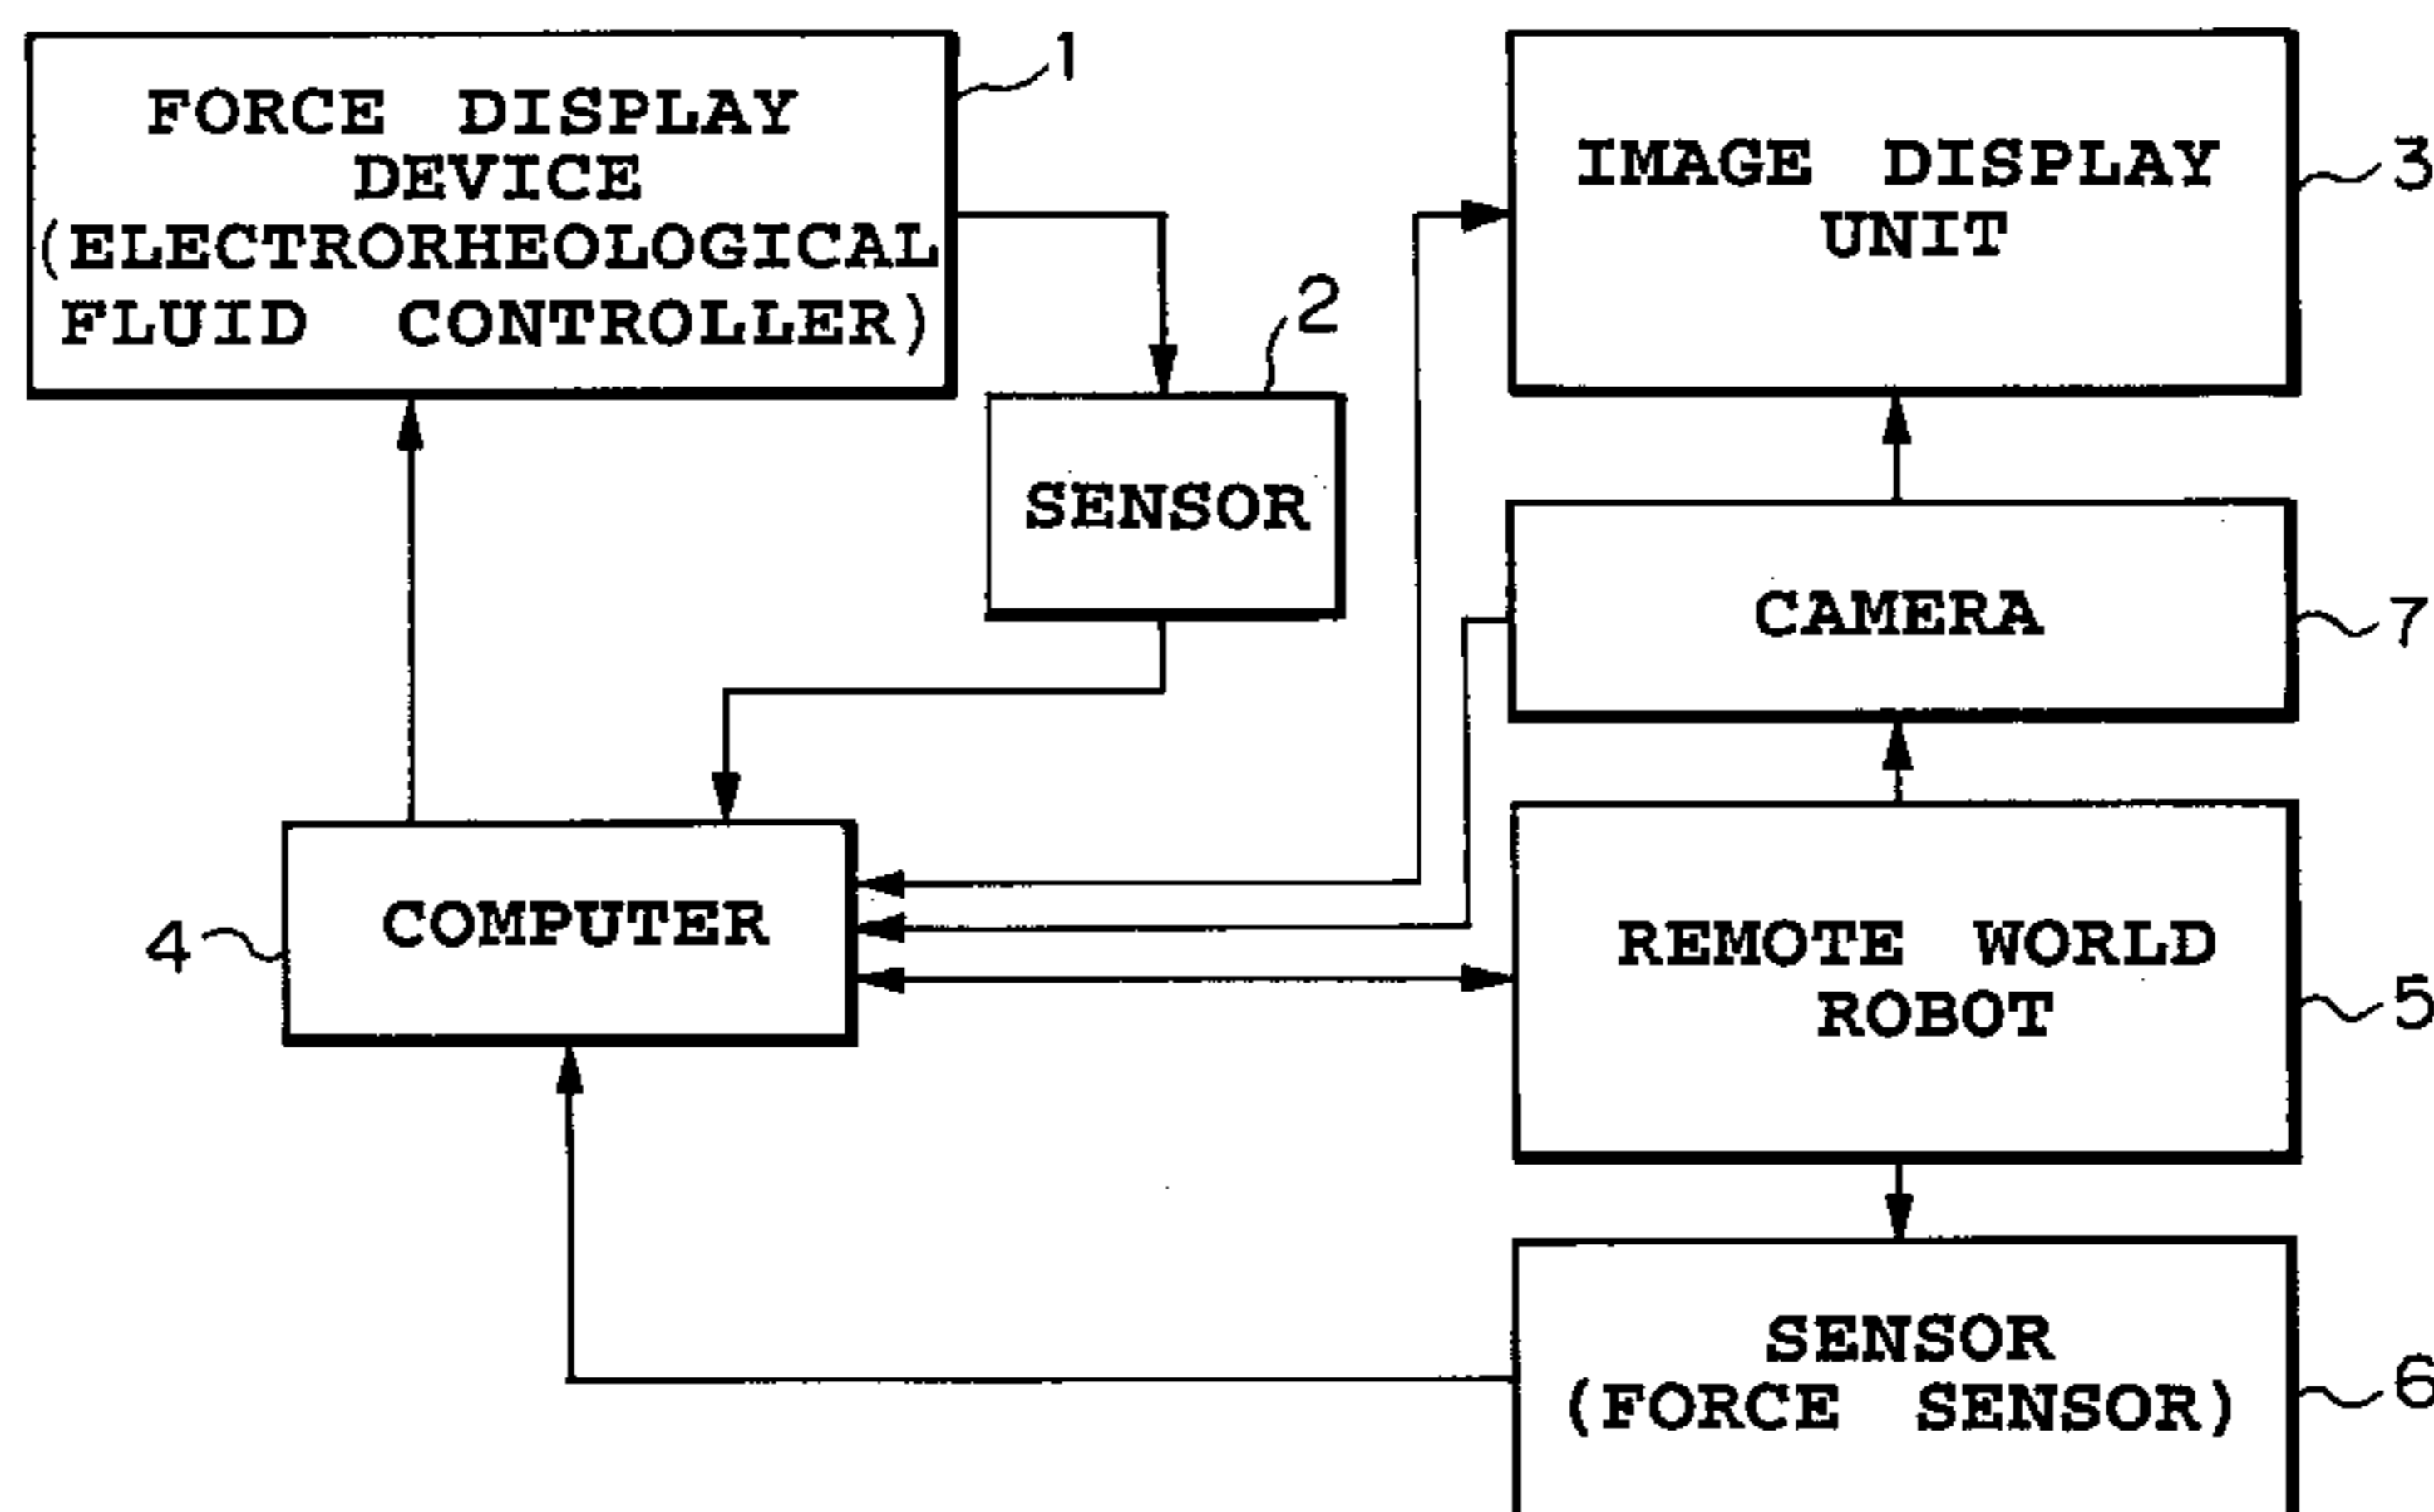 FORCE DISPLAY
DEVICE
(ELECTRORHEOLOGICAL
FLUID CONTROLLER)
1
SENSOR
2
IMAGE DISPLAY
UNIT
3
CAMERA
7
COMPUTER
4
REMOTE WORLD
ROBOT
5
SENSOR
(FORCE SENSOR)
6